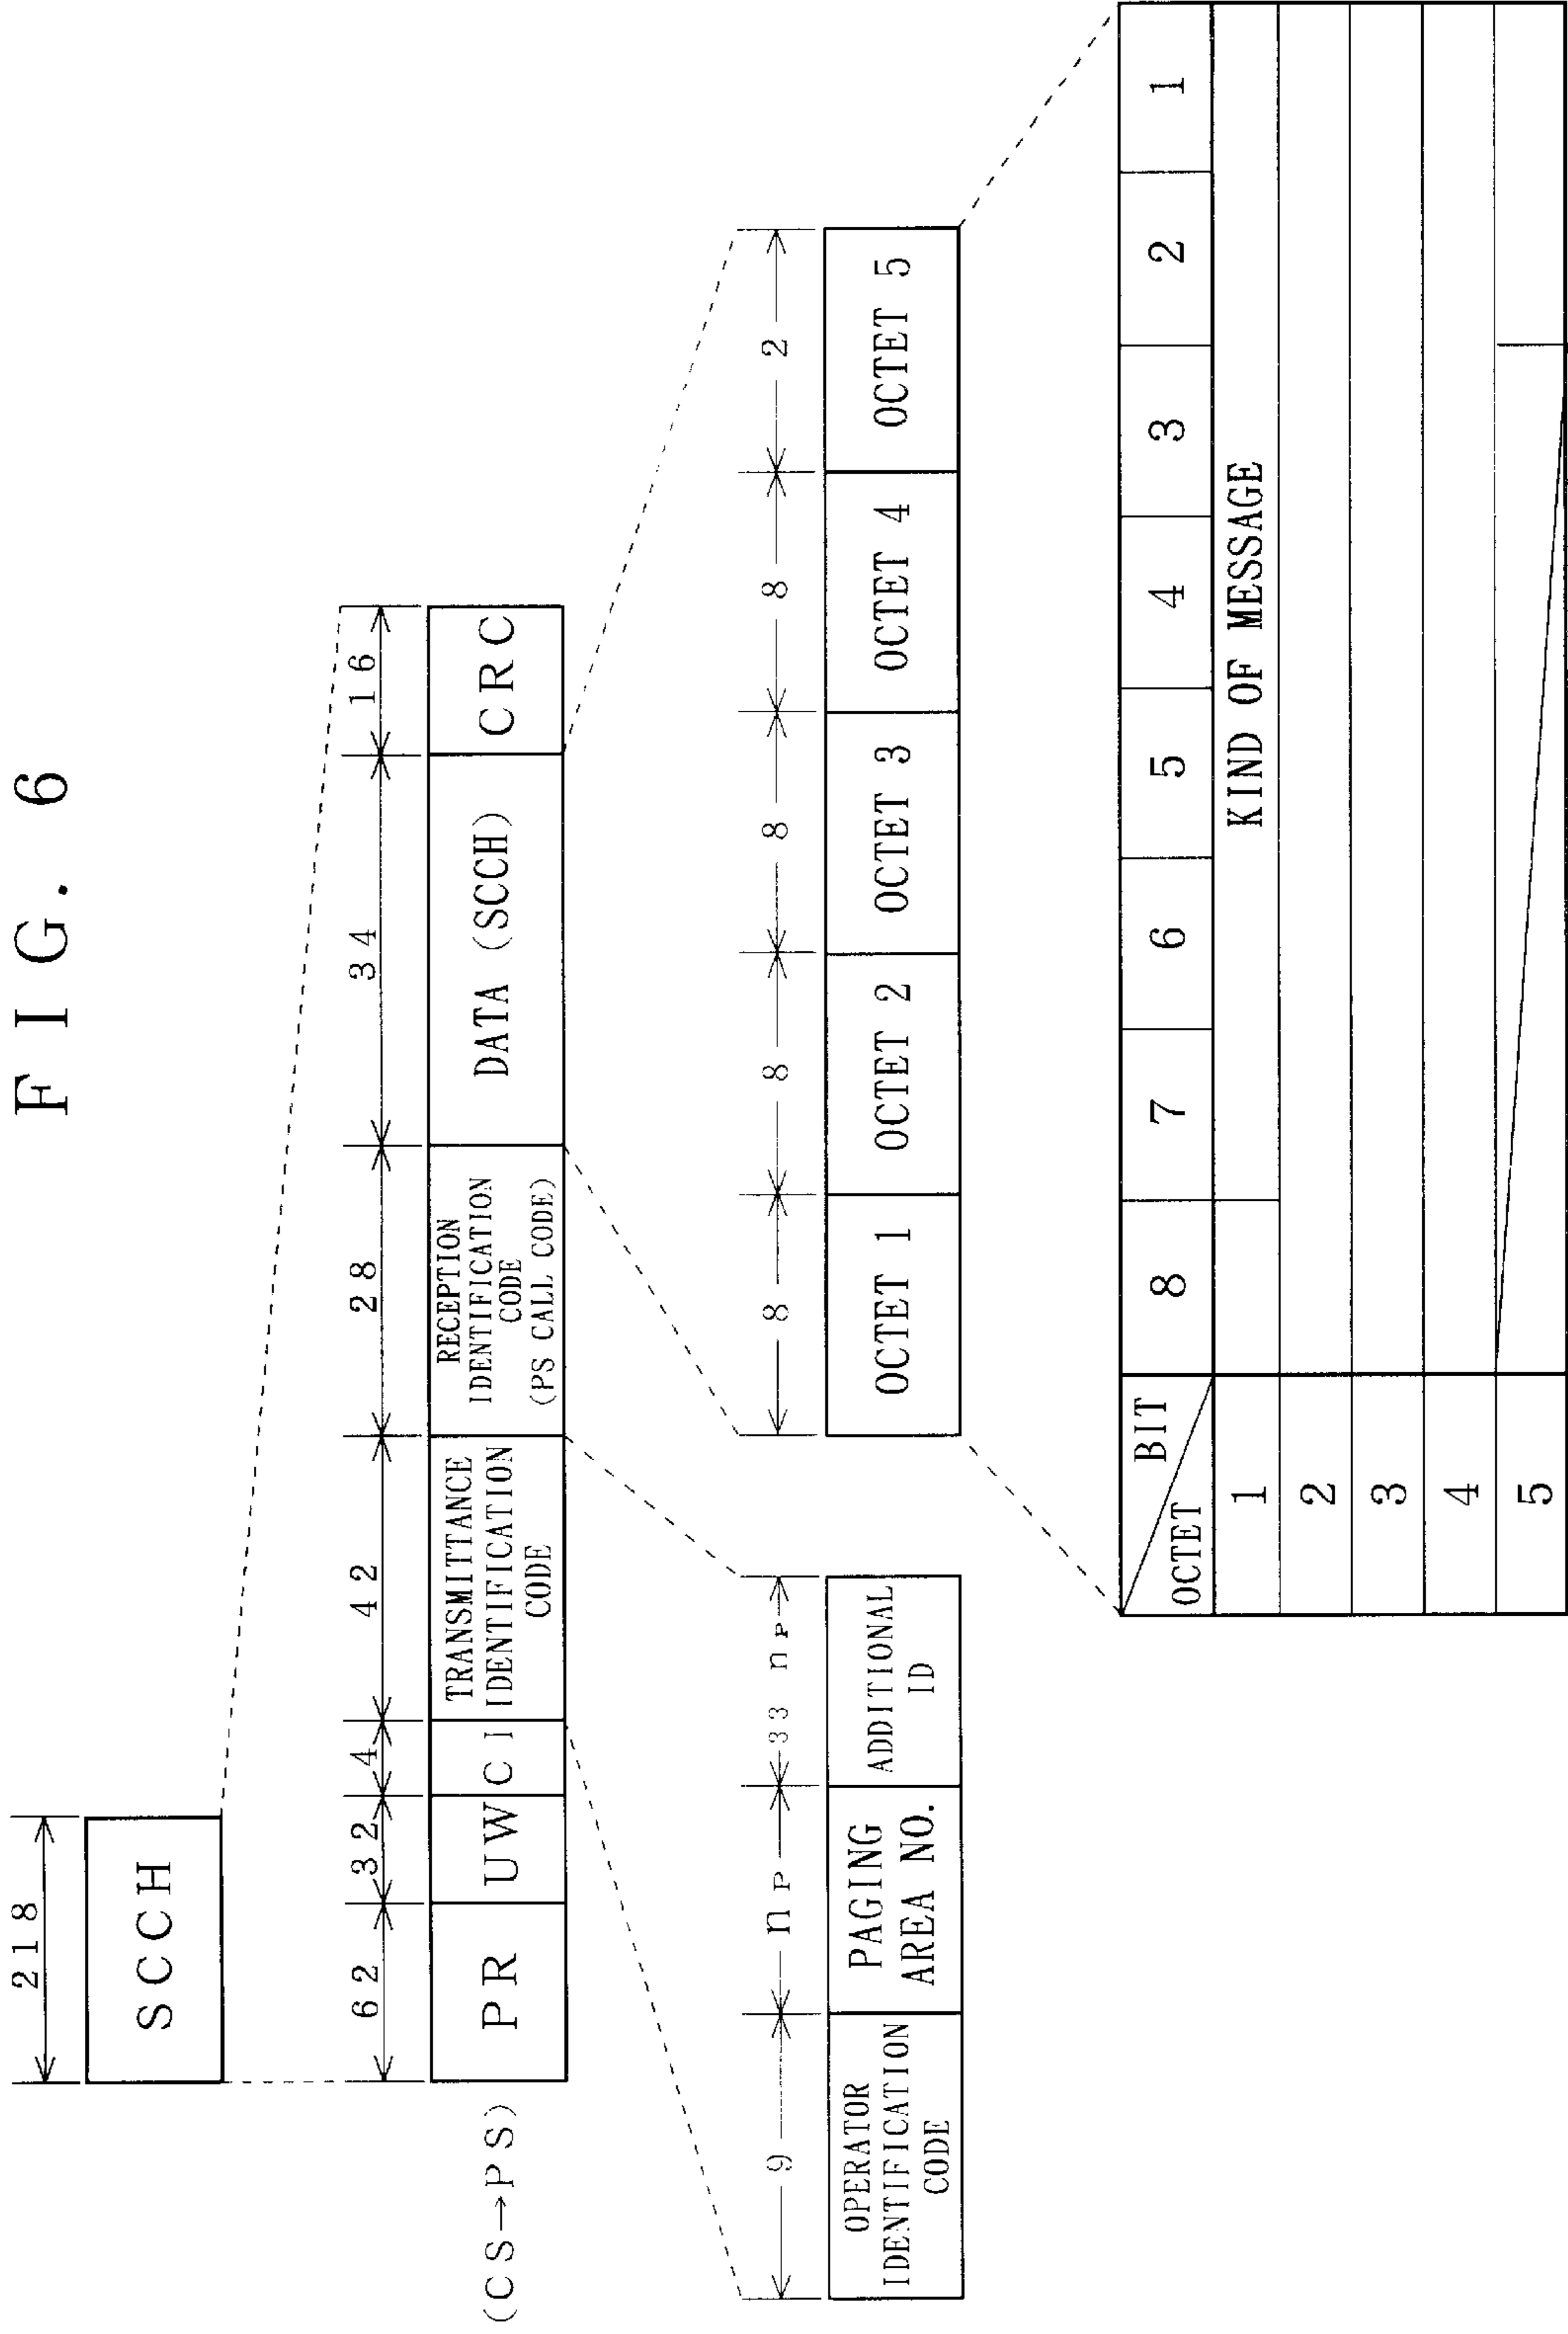 FIG. 6
218
SCCH
(CS→PS)
62
32
4
42
28
34
16
PR
UW
CI
TRANSMITTANCE
IDENTIFICATION
CODE
RECEPTION
IDENTIFICATION
CODE
(PS CALL CODE)
DATA (SCCH)
CRC
9
nP
33 nP
OPERATOR
IDENTIFICATION
CODE
PAGING
AREA NO.
ADDITIONAL
ID
8
8
8
8
2
OCTET 1
OCTET 2
OCTET 3
OCTET 4
OCTET 5
BIT
OCTET
8 7 6 5 4 3 2 1
1 KIND OF MESSAGE
2
3
4
5